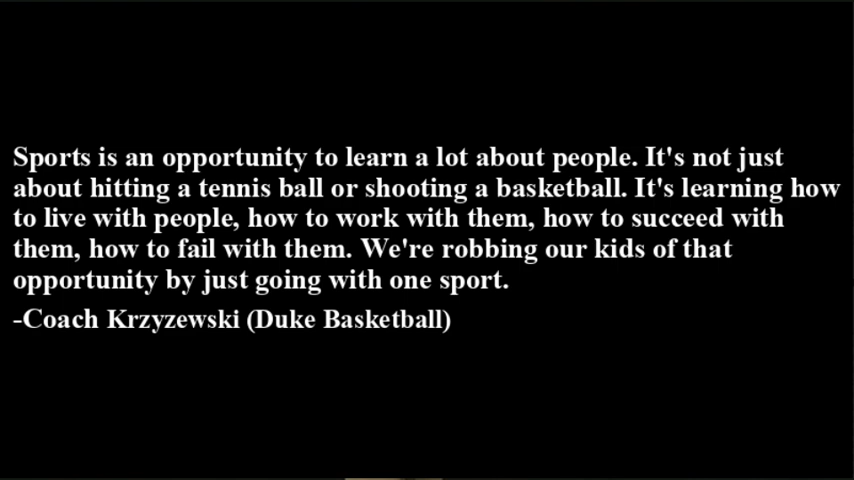 Sports is an opportunity to learn a lot about people. It's not just
about hitting a tennis ball or shooting a basketball. It's learning how
to live with people, how to work with them, how to succeed with
them, how to fail with them. We're robbing our kids of that
opportunity by just going with one sport.
-Coach Krzyzewski (Duke Basketball)